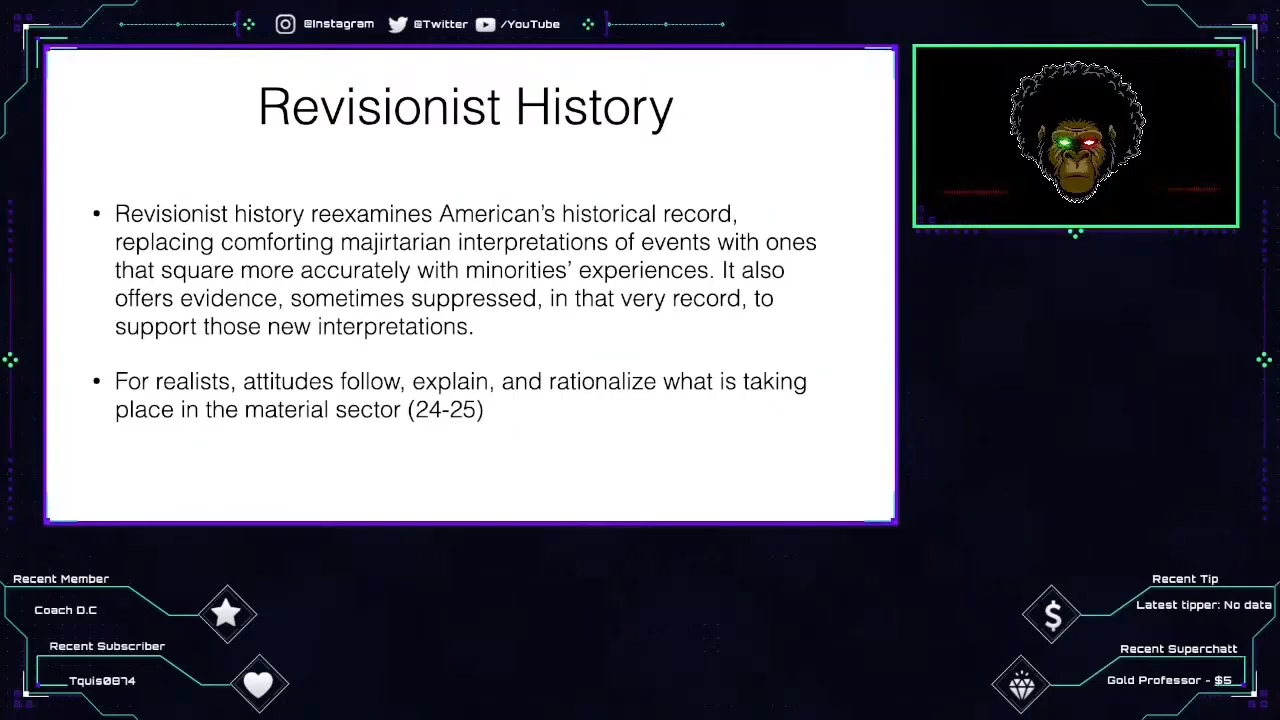 @Instagram @Twitter /YouTube
Revisionist History
• Revisionist history reexamines American's historical record,
replacing comforting majirtarian interpretations of events with ones
that square more accurately with minorities' experiences. It also
offers evidence, sometimes suppressed, in that very record, to
support those new interpretations.
• For realists, attitudes follow, explain, and rationalize what is taking
place in the material sector (24-25)
Recent Member
Coach D.C
Recent Subscriber
Tquis0874
Recent Tip
Latest tipper: No data
Recent Superchatt
Gold Professor - $5